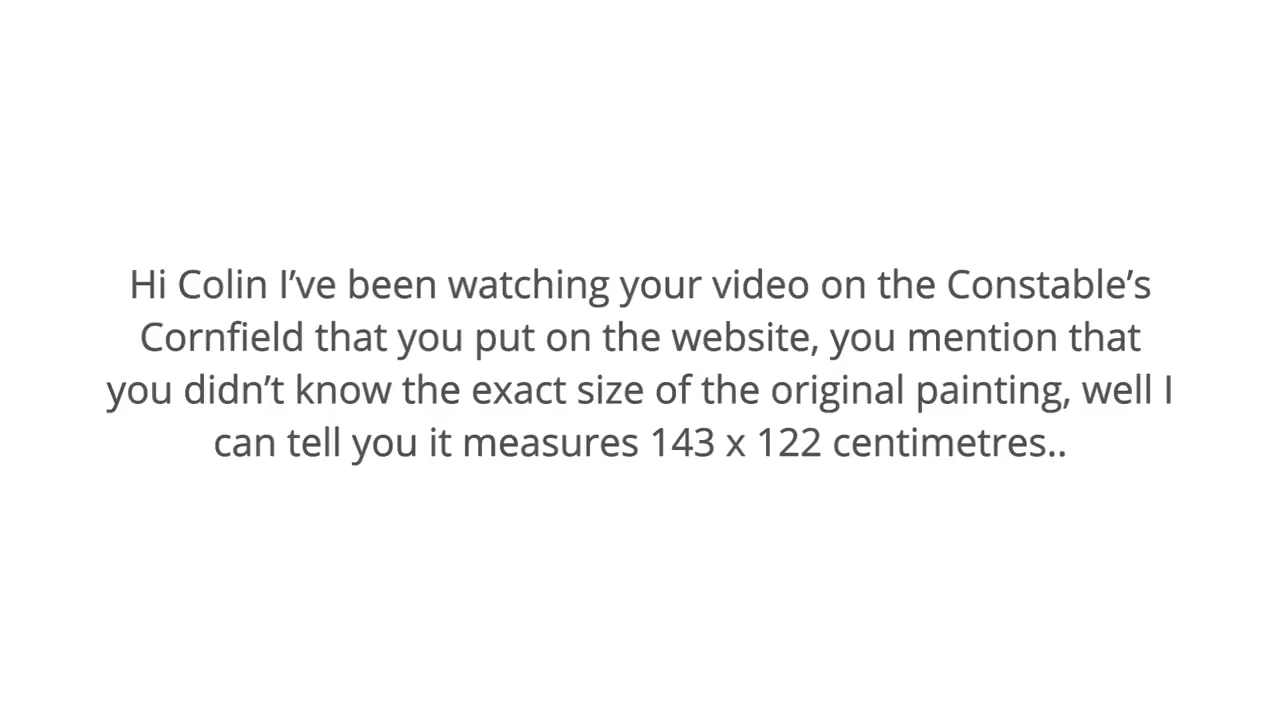 Hi Colin I’ve been watching your video on the Constable’s
Cornfield that you put on the website, you mention that
you didn’t know the exact size of the original painting, well I
can tell you it measures 143 x 122 centimetres..